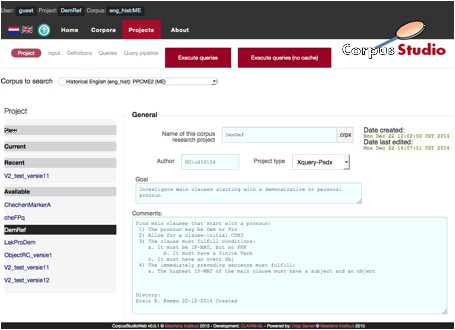 User: guest Project: DemRef Corpus: eng_hist:ME
Home Corpora Projects About
Corpus Studio
Project Input Definitions Queries Query pipeline Execute queries Execute queries (no cache)
Corpus to search Historical English (eng_hist): PPCME2 (ME)
Project
New
Current
Recent
V2_test_versie11
Available
ChechenMarkerA
cheFPq
DemRef
LakProDem
ObjectRC_versie1
V2_test_versie11
V2_test_versie12
General
Name of this corpus research project DemRef .crpx
Date created:
Mon Dec 22 12:02:50 CET 2014
Date last edited:
Mon Dec 22 14:07:51 CET 2014
Author RU\u818134 Project type Xquery-Psdx
Goal
Investigate main clauses starting with a demonstrative or personal
pronoun
Comments:
Find main clauses that start with a pronoun:
1) The pronoun may be Dem or Pro
2) Allow for a clause-initial CONJ
3) The clause must fulfill conditions:
a. It must be IP-MAT, but no
b. It must have a finite Verb
c. It must have an overt Sbj
4) The immediately preceding sentence must fulfill:
a. The highest IP-MAT of the main clause must have a subject and an object
History:
Erwin R. Komen 22-12-2014 Created
CorpusStudioWeb v0.0.1 © Meertens Instituut 2015 - Development: CLARIN-NL - Powered by: Crpp Server © Meertens Instituut 2015